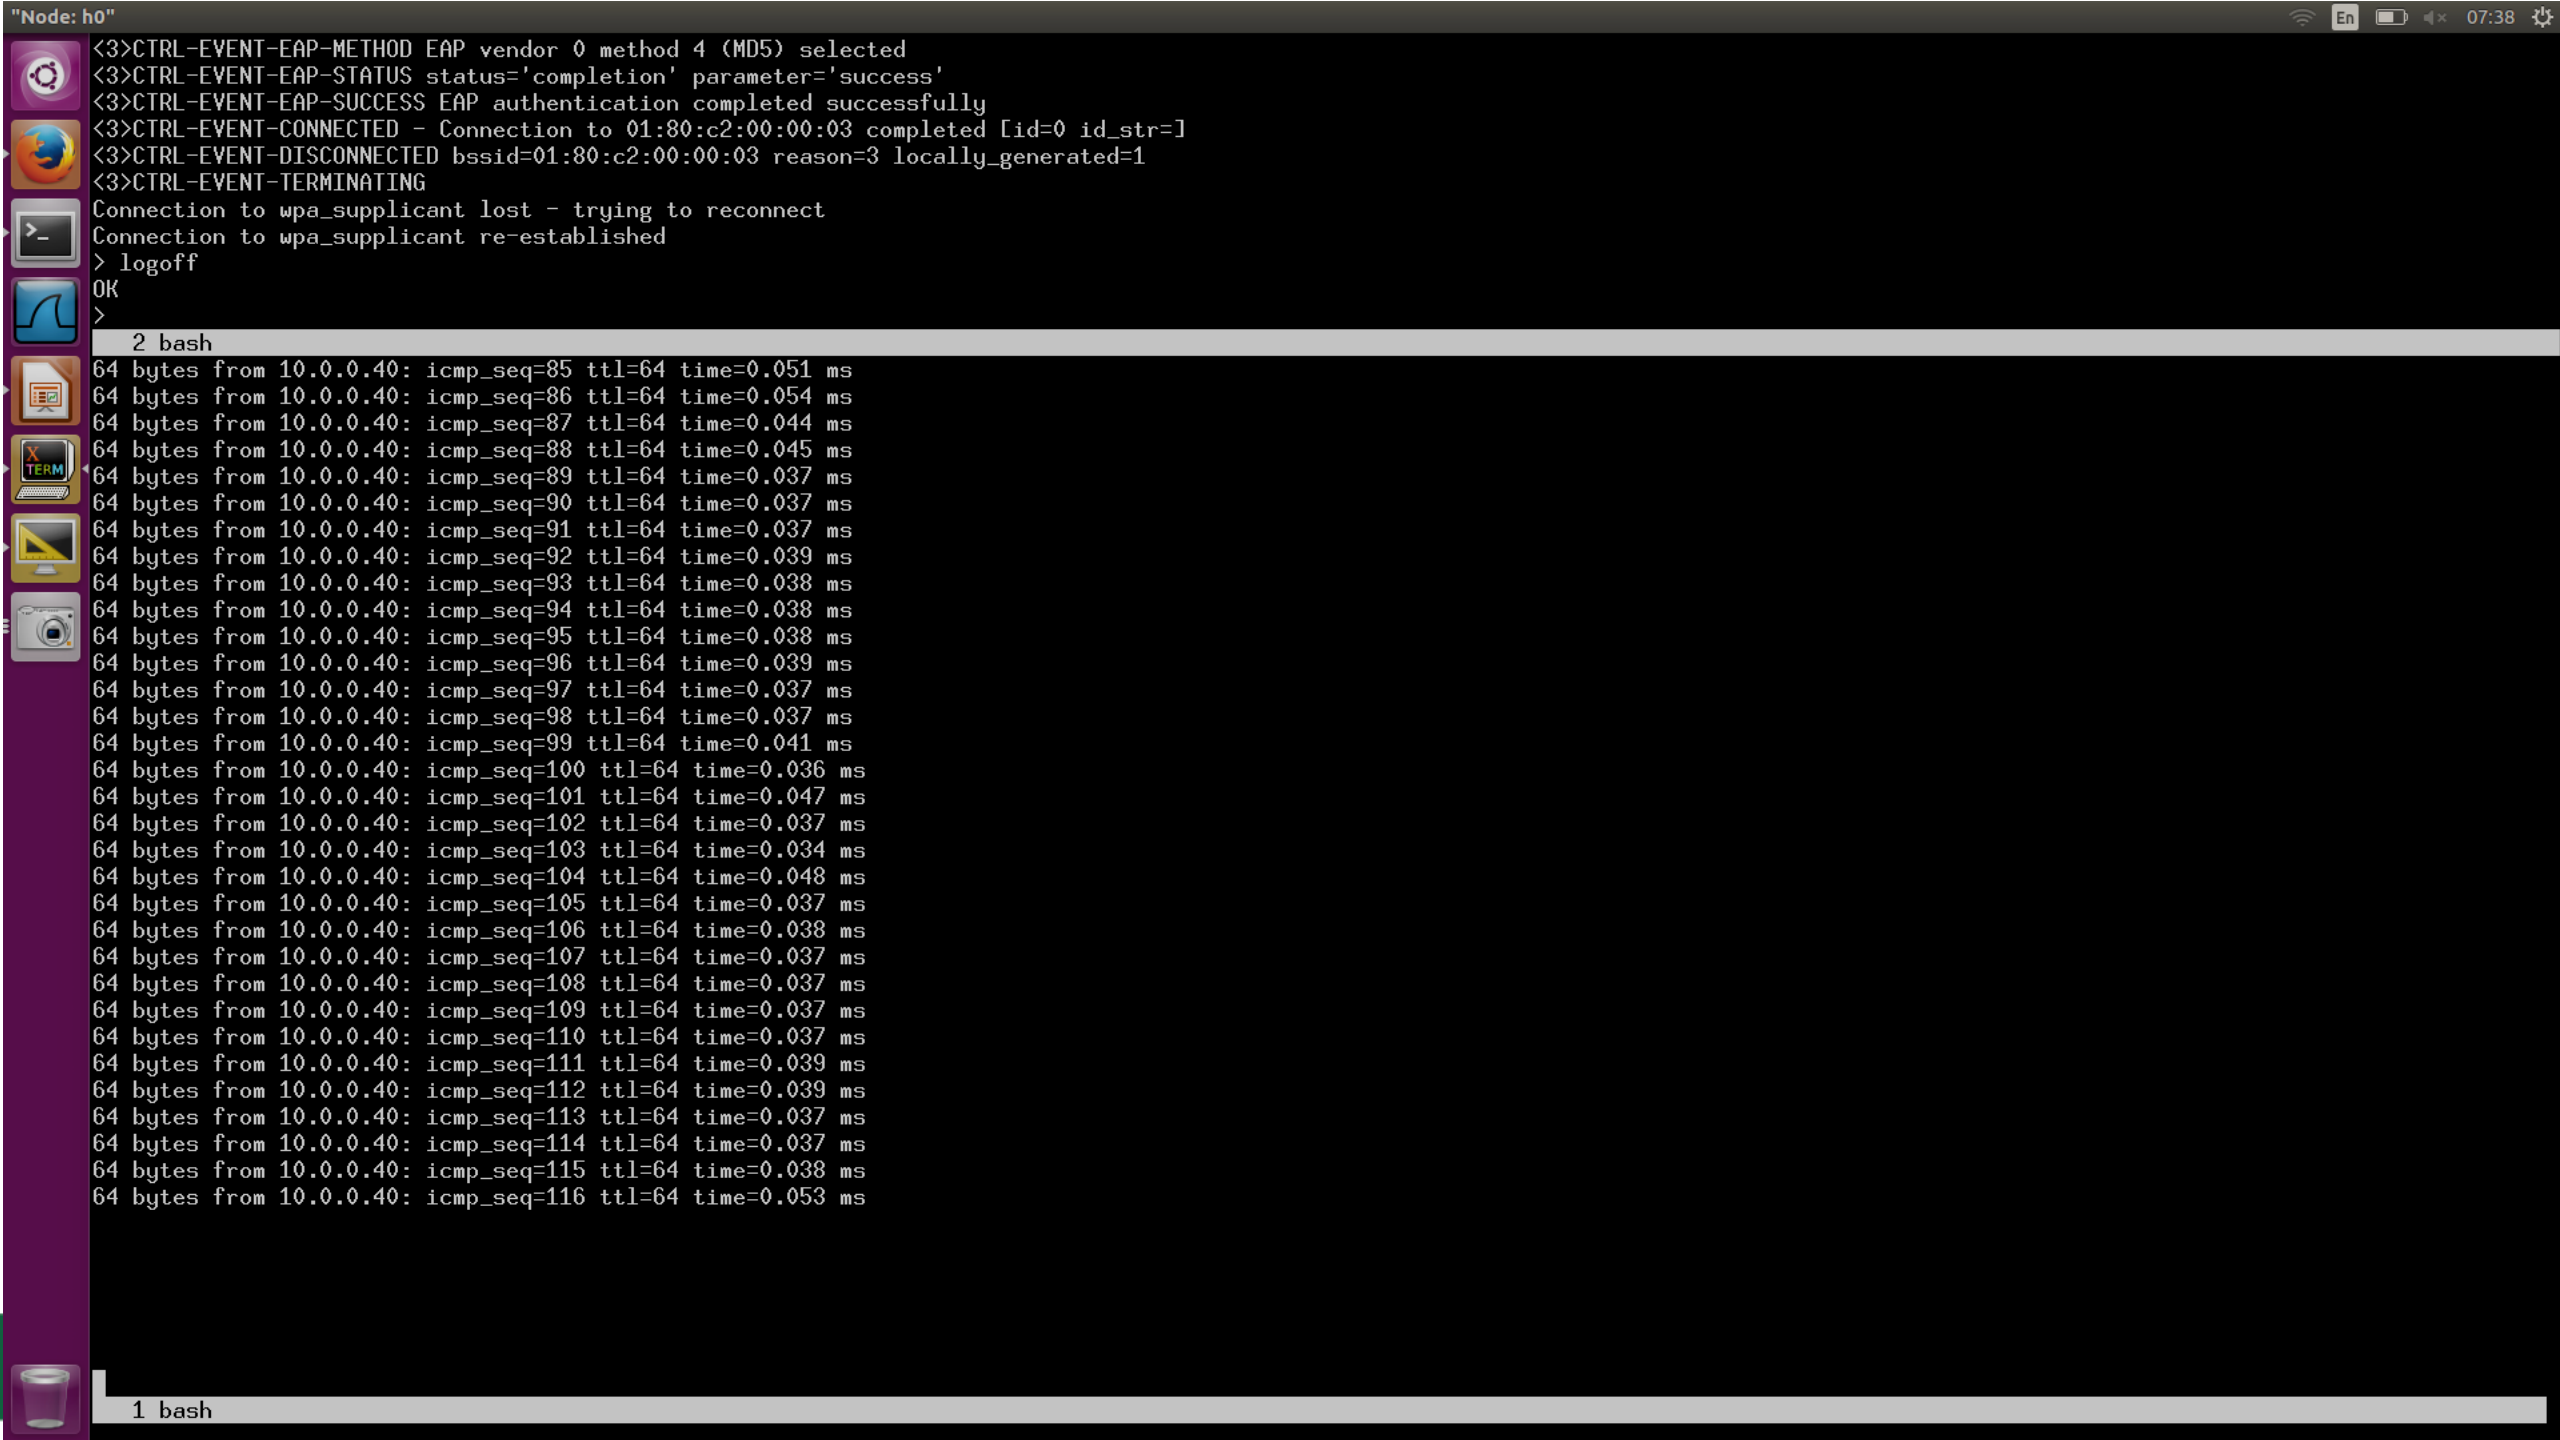 "Node: h0"
En
07:38
<3>CTRL-EVENT-EAP-METHOD EAP vendor 0 method 4 (MD5) selected
<3>CTRL-EVENT-EAP-STATUS status='completion' parameter='success'
<3>CTRL-EVENT-EAP-SUCCESS EAP authentication completed successfully
<3>CTRL-EVENT-CONNECTED - Connection to 01:80:c2:00:00:03 completed [id=0 id_str=]
<3>CTRL-EVENT-DISCONNECTED bssid=01:80:c2:00:00:03 reason=3 locally_generated=1
<3>CTRL-EVENT-TERMINATING
Connection to wpa_supplicant lost - trying to reconnect
Connection to wpa_supplicant re-established
> logoff
OK
>
2 bash
X
TERM
64 bytes from 10.0.0.40: icmp_seq=85 ttl=64 time=0.051 ms
64 bytes from 10.0.0.40: icmp_seq=86 ttl=64 time=0.054 ms
64 bytes from 10.0.0.40: icmp_seq=87 ttl=64 time=0.044 ms
64 bytes from 10.0.0.40: icmp_seq=88 ttl=64 time=0.045 ms
64 bytes from 10.0.0.40: icmp_seq=89 ttl=64 time=0.037 ms
64 bytes from 10.0.0.40: icmp_seq=90 ttl=64 time=0.037 ms
64 bytes from 10.0.0.40: icmp_seq=91 ttl=64 time=0.037 ms
64 bytes from 10.0.0.40: icmp_seq=92 ttl=64 time=0.039 ms
64 bytes from 10.0.0.40: icmp_seq=93 ttl=64 time=0.038 ms
64 bytes from 10.0.0.40: icmp_seq=94 ttl=64 time=0.038 ms
64 bytes from 10.0.0.40: icmp_seq=95 ttl=64 time=0.038 ms
64 bytes from 10.0.0.40: icmp_seq=96 ttl=64 time=0.039 ms
64 bytes from 10.0.0.40: icmp_seq=97 ttl=64 time=0.037 ms
64 bytes from 10.0.0.40: icmp_seq=98 ttl=64 time=0.037 ms
64 bytes from 10.0.0.40: icmp_seq=99 ttl=64 time=0.041 ms
64 bytes from 10.0.0.40: icmp_seq=100 ttl=64 time=0.036 ms
64 bytes from 10.0.0.40: icmp_seq=101 ttl=64 time=0.047 ms
64 bytes from 10.0.0.40: icmp_seq=102 ttl=64 time=0.037 ms
64 bytes from 10.0.0.40: icmp_seq=103 ttl=64 time=0.034 ms
64 bytes from 10.0.0.40: icmp_seq=104 ttl=64 time=0.048 ms
64 bytes from 10.0.0.40: icmp_seq=105 ttl=64 time=0.037 ms
64 bytes from 10.0.0.40: icmp_seq=106 ttl=64 time=0.038 ms
64 bytes from 10.0.0.40: icmp_seq=107 ttl=64 time=0.037 ms
64 bytes from 10.0.0.40: icmp_seq=108 ttl=64 time=0.037 ms
64 bytes from 10.0.0.40: icmp_seq=109 ttl=64 time=0.037 ms
64 bytes from 10.0.0.40: icmp_seq=110 ttl=64 time=0.037 ms
64 bytes from 10.0.0.40: icmp_seq=111 ttl=64 time=0.039 ms
64 bytes from 10.0.0.40: icmp_seq=112 ttl=64 time=0.039 ms
64 bytes from 10.0.0.40: icmp_seq=113 ttl=64 time=0.037 ms
64 bytes from 10.0.0.40: icmp_seq=114 ttl=64 time=0.037 ms
64 bytes from 10.0.0.40: icmp_seq=115 ttl=64 time=0.038 ms
64 bytes from 10.0.0.40: icmp_seq=116 ttl=64 time=0.053 ms
1 bash